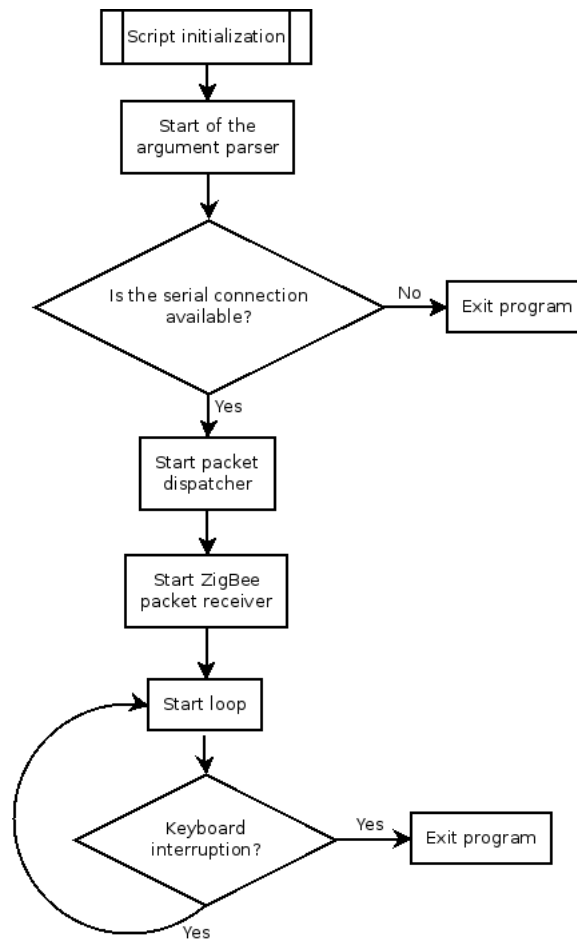 Script initialization
Start of the
argument parser
Is the serial connection
available?
No
Exit program
Yes
Start packet
dispatcher
Start ZigBee
packet receiver
Start loop
Keyboard
interruption?
Yes
Exit program
Yes